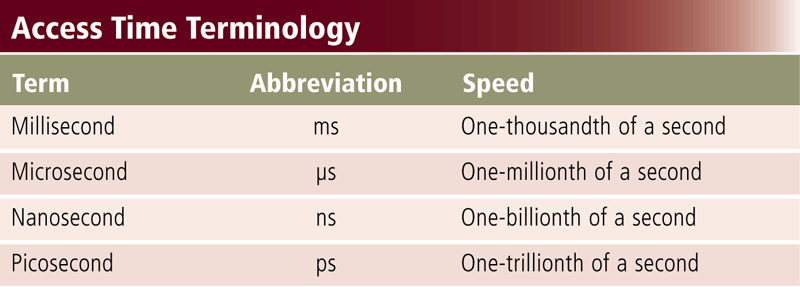 Access Time Terminology
Term Abbreviation Speed
Millisecond ms One-thousandth of a second
Microsecond µs One-millionth of a second
Nanosecond ns One-billionth of a second
Picosecond ps One-trillionth of a second